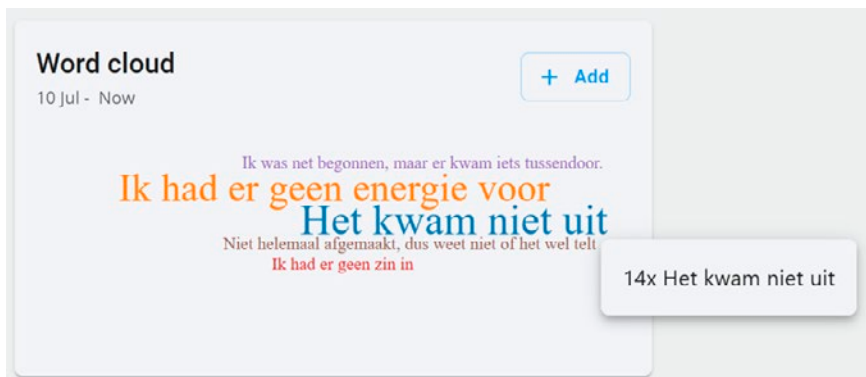 Word cloud
+ Add
10 Jul - Now
Ik was net begonnen, maar er kwam iets tussendoor.
Ik had er geen energie voor
Het kwam niet uit
Niet helemaal afgemaakt, dus weet niet of het wel telt
Ik had er geen zin in
14x Het kwam niet uit